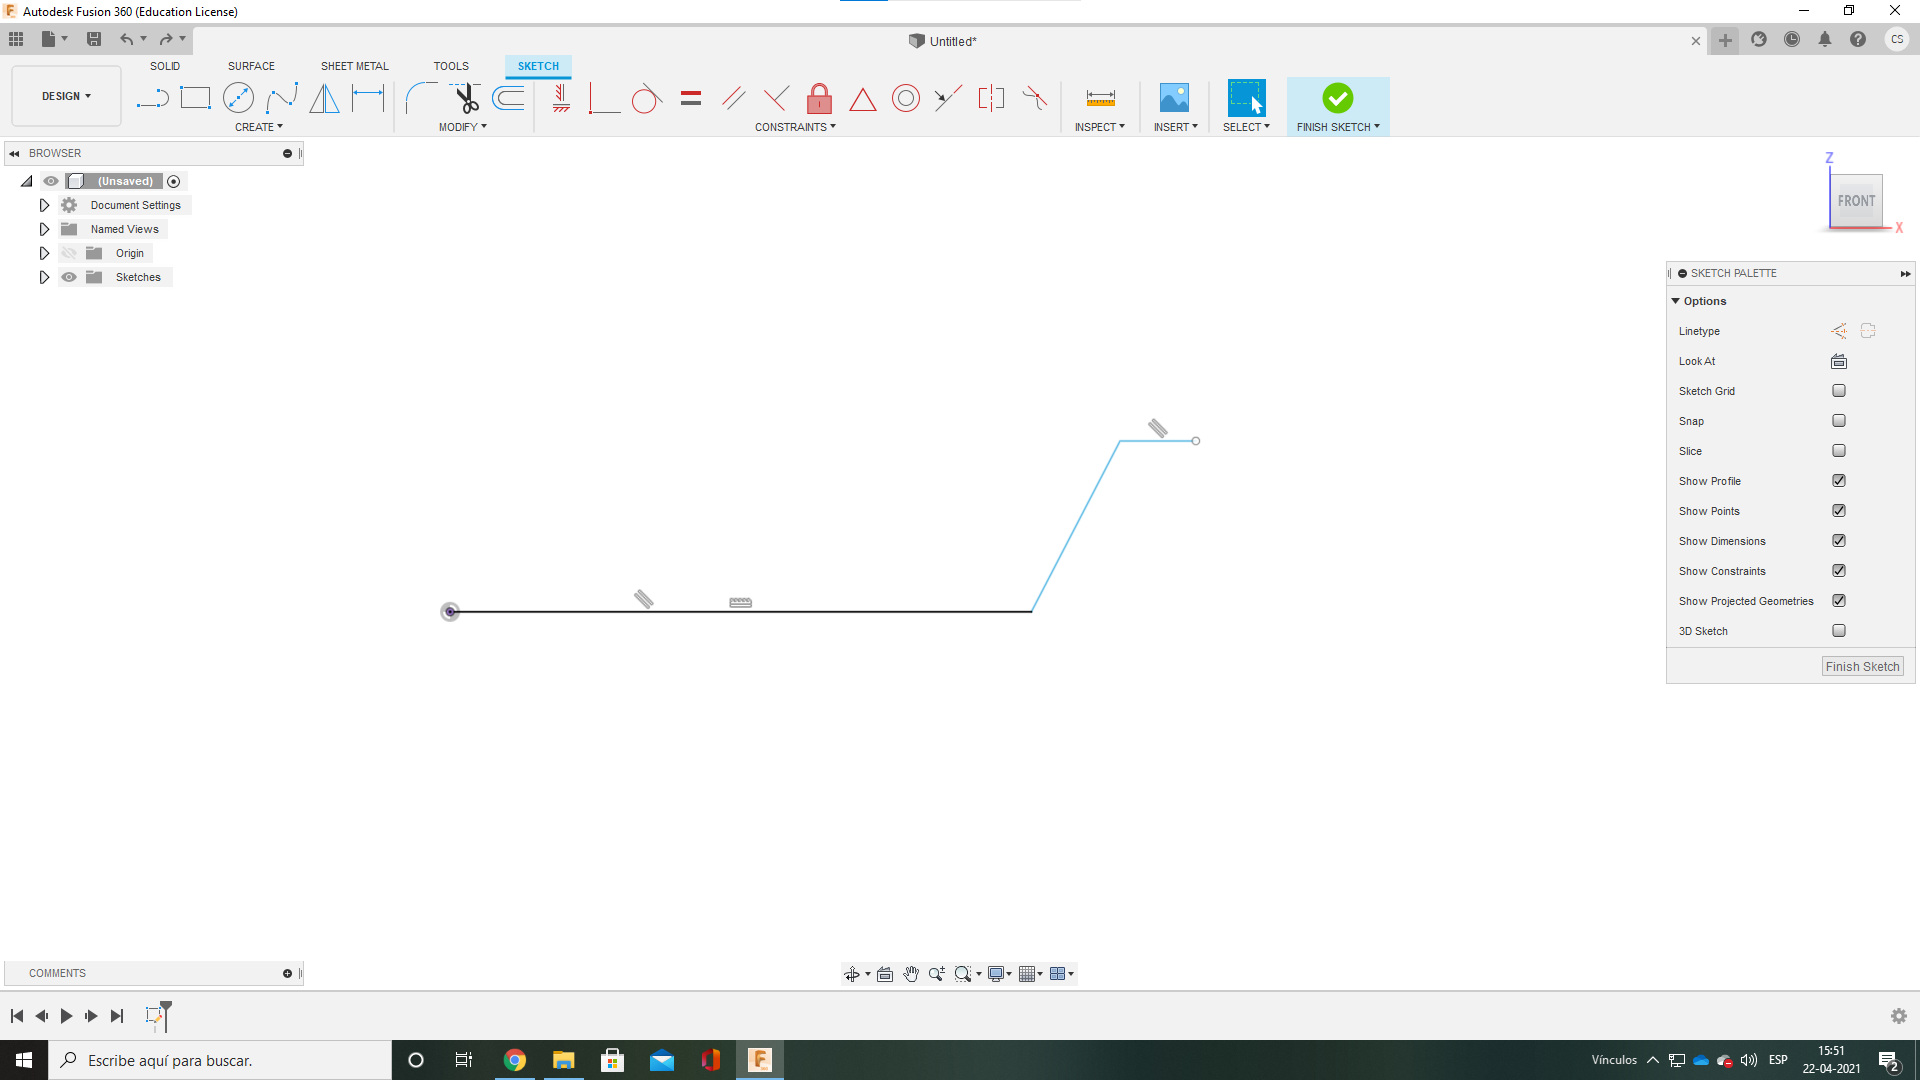 Autodesk Fusion 360 (Education License)
Untitled*
CS
SOLID SURFACE SHEET METAL TOOLS SKETCH
DESIGN
CREATE MODIFY CONSTRAINTS INSPECT INSERT SELECT FINISH SKETCH
BROWSER
(Unsaved)
Document Settings
Named Views
Origin
Sketches
Z
FRONT
X
SKETCH PALETTE
Options
Linetype
Look At
Sketch Grid
Snap
Slice
Show Profile
Show Points
Show Dimensions
Show Constraints
Show Projected Geometries
3D Sketch
Finish Sketch
COMMENTS
Escribe aquí para buscar.
Vínculos
ESP
15:51
22-04-2021
2